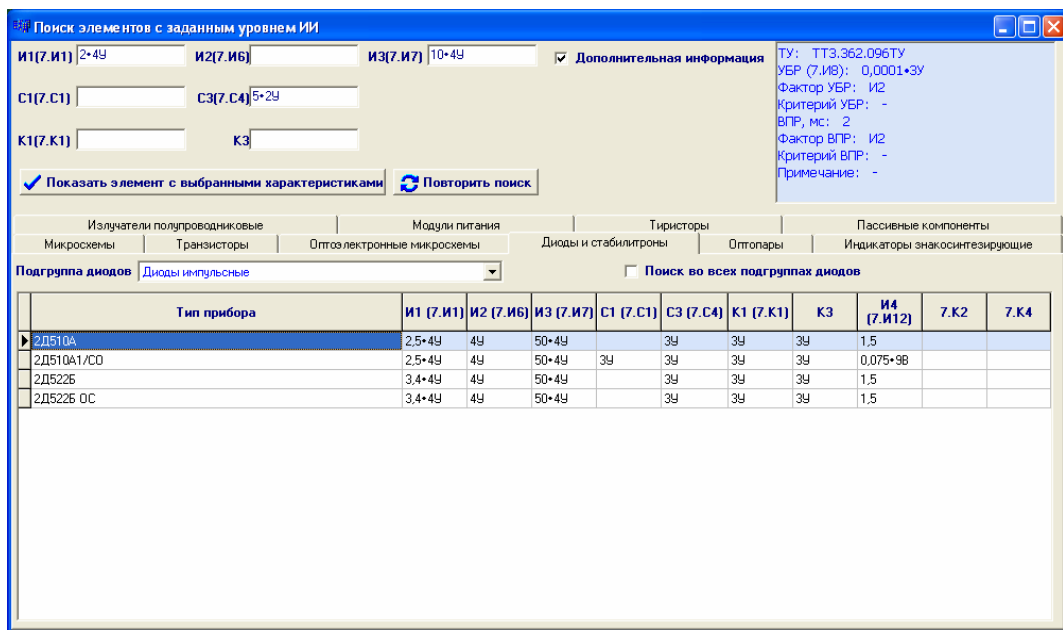 Поиск элементов с заданным уровнем ИИ
И1(7.И1) 2•4У И2(7.И6) И3(7.И7) 10•4У Дополнительная информация
С1(7.С1) С3(7.С4) 5•2У
К1(7.К1) К3
ТУ: ТТ3.362.096ТУ
УБР (7.И8): 0,0001•3У
Фактор УБР: И2
Критерий УБР: -
ВПР, мс: 2
Фактор ВПР: И2
Критерий ВПР: -
Примечание: -
Показать элемент с выбранными характеристиками Повторить поиск
Излучатели полупроводниковые Модули питания Тиристоры Пассивные компоненты
Микросхемы Транзисторы Оптоэлектронные микросхемы Диоды и стабилитроны Оптопары Индикаторы знакосинтезирующие
Подгруппа диодов Диоды импульсные Поиск во всех подгруппах диодов
Тип прибора И1 (7.И1) И2 (7.И6) И3 (7.И7) С1 (7.С1) С3 (7.С4) К1 (7.К1) К3 И4 (7.И12) 7.К2 7.К4
2Д510А 2,5•4У 4У 50•4У 3У 3У 3У 1,5
2Д510А1/СО 2,5•4У 4У 50•4У 3У 3У 3У 3У 0,075•9В
2Д522Б 3,4•4У 4У 50•4У 3У 3У 3У 1,5
2Д522Б ОС 3,4•4У 4У 50•4У 3У 3У 3У 1,5